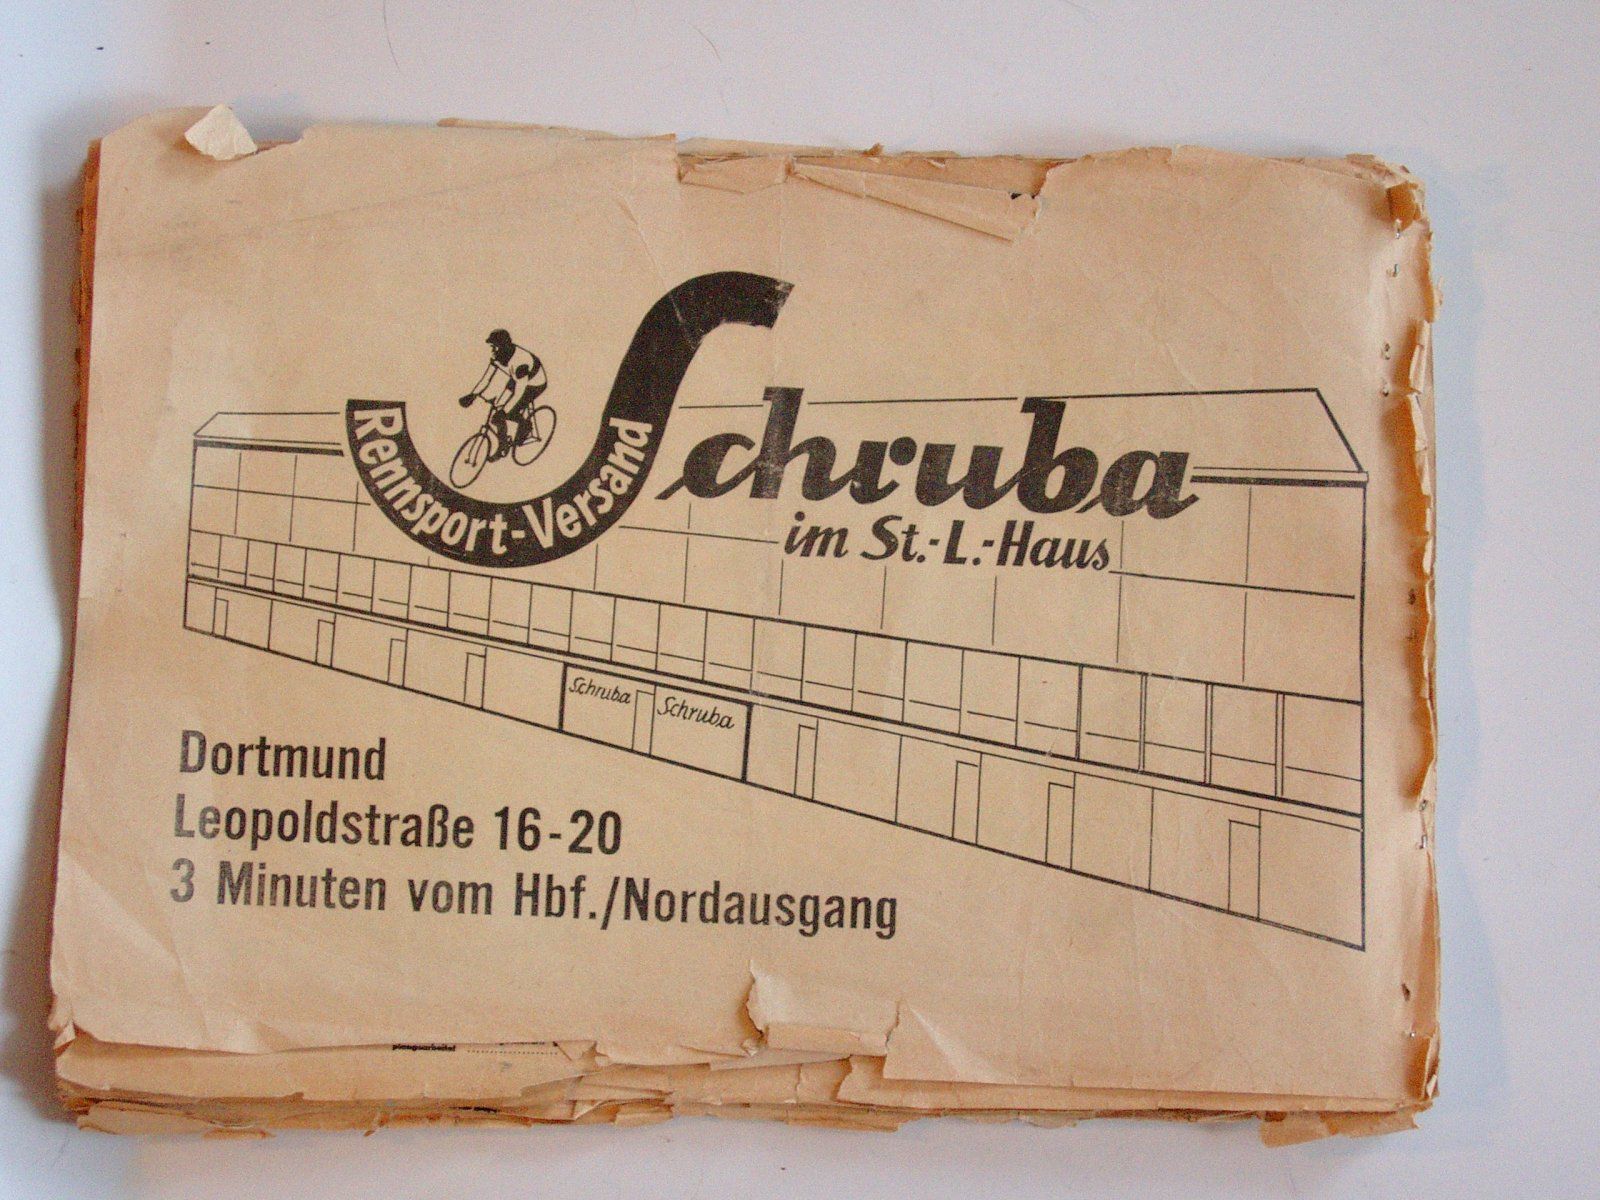 Rennsport-Versand
Schruba
im St.-L.-Haus
Schruba Schruba
Dortmund
Leopoldstraße 16-20
3 Minuten vom Hbf./Nordausgang